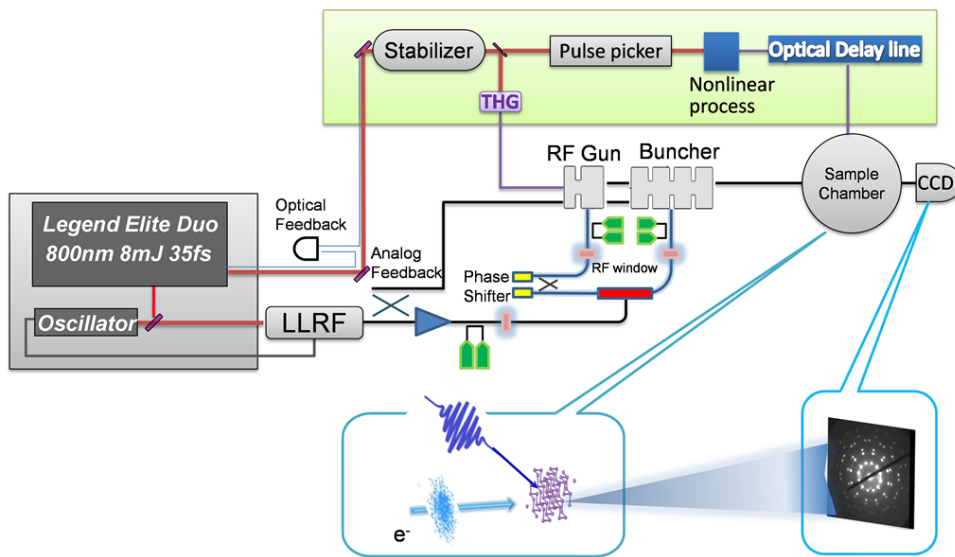 Stabilizer
Pulse picker
Optical Delay line
Nonlinear
process
THG
RF Gun
Buncher
Sample
Chamber
CCD
Legend Elite Duo
800nm 8mJ 35fs
Optical
Feedback
Analog
Feedback
Phase
Shifter
RF window
Oscillator
LLRF
e-